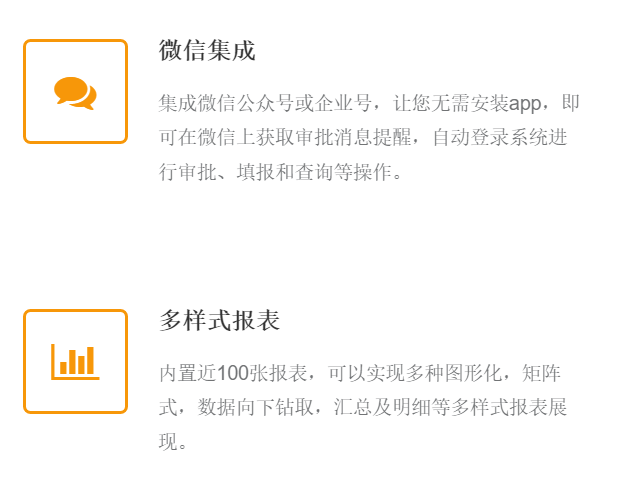 微信集成
集成微信公众号或企业号，让您无需安装app，即
可在微信上获取审批消息提醒，自动登录系统进
行审批、填报和查询等操作。
多样式报表
内置近100张报表，可以实现多种图形化，矩阵
式，数据向下钻取，汇总及明细等多样式报表展
现。